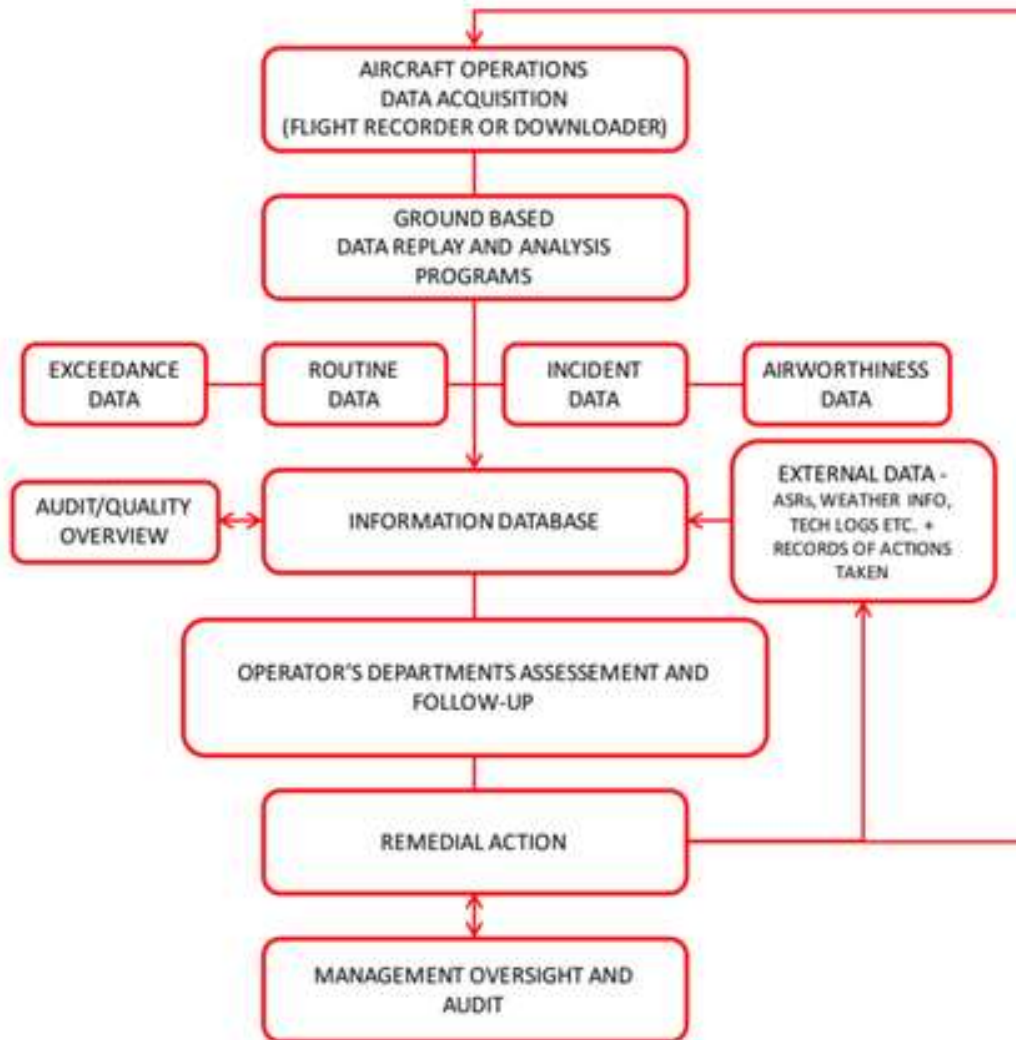 AIRCRAFT OPERATIONS
DATA ACQUISITION
(FLIGHT RECORDER OR DOWNLOADER)
GROUND BASED
DATA REPLAY AND ANALYSIS
PROGRAMS
EXCEEDANCE
DATA
ROUTINE
DATA
INCIDENT
DATA
AIRWORTHINESS
DATA
AUDIT/QUALITY
OVERVIEW
INFORMATION DATABASE
EXTERNAL DATA -
ASRs, WEATHER INFO,
TECH LOGS ETC. +
RECORDS OF ACTIONS
TAKEN
OPERATOR'S DEPARTMENTS ASSESSEMENT AND
FOLLOW-UP
REMEDIAL ACTION
MANAGEMENT OVERSIGHT AND
AUDIT